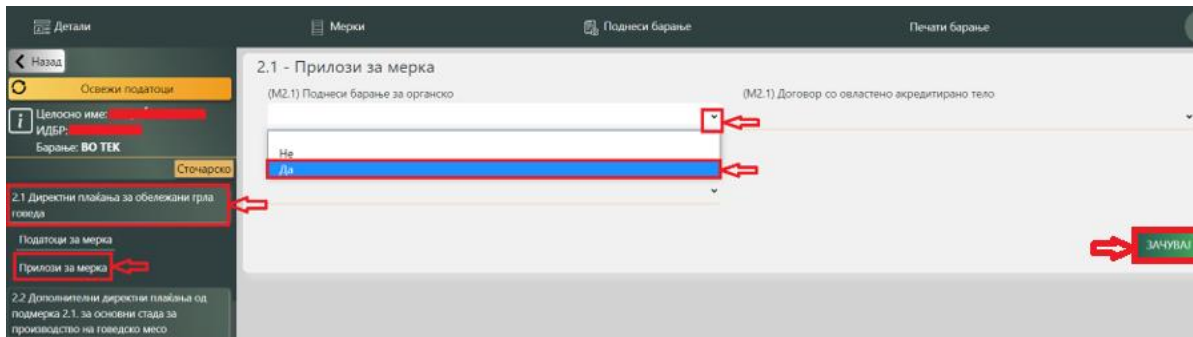 Детали
Мерки
Поднеси барање
Печати барање
Назад
Освежи податоци
Целосно име:
ИДБР:
Барање: ВО ТЕК
Сточарско
2.1 Директни плаќања за обележани грла
говеда
Податоци за мерка
Прилози за мерка
2.2 Дополнителни директни плаќања од
подмерка 2.1. за основни стада за
производство на говедско месо
2.1 - Прилози за мерка
(М2.1) Поднеси барање за органско
(М2.1) Договор со овластено акредитирано тело
Не
Да
ЗАЧУВАЈ